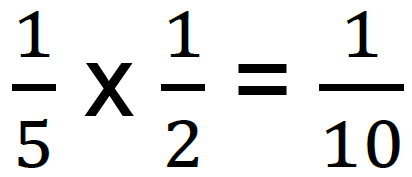 1/5 x 1/2 = 1/10